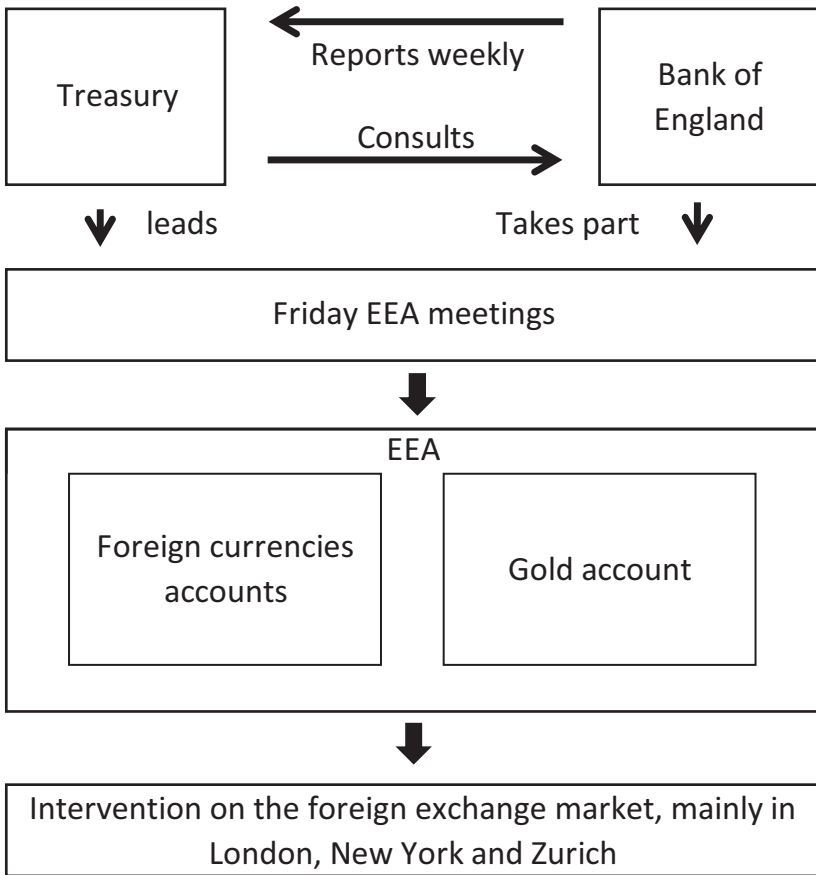 Reports weekly
Treasury
Bank of
England
Consults
leads
Takes part
Friday EEA meetings
EEA
Foreign currencies
accounts
Gold account
Intervention on the foreign exchange market, mainly in
London, New York and Zurich